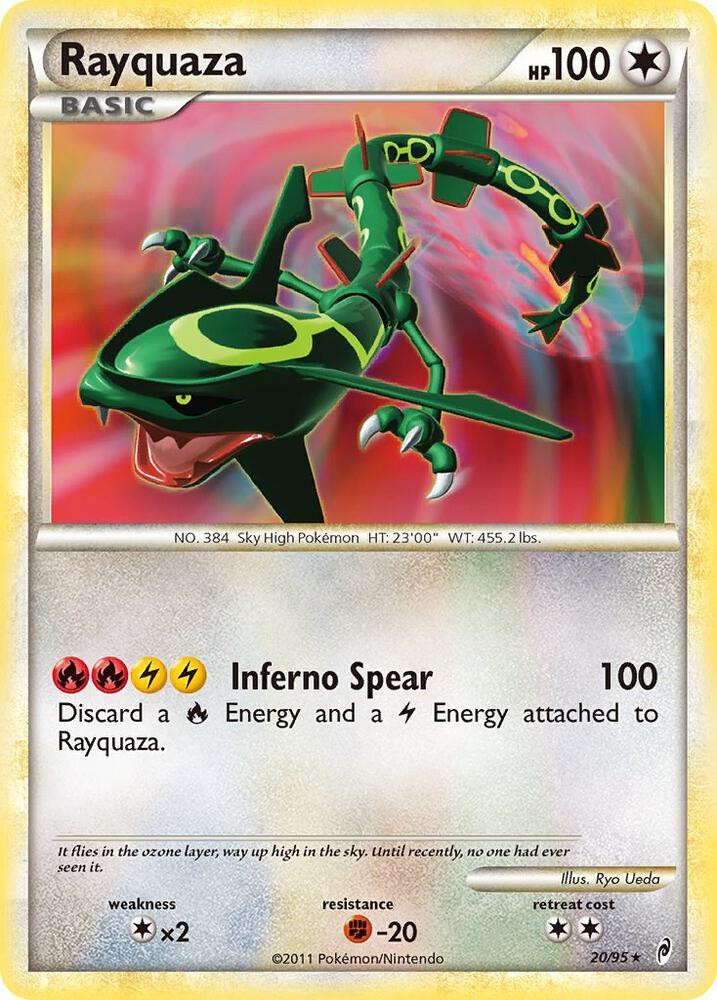 Rayquaza
HP100
BASIC
NO. 384 Sky High Pokémon HT: 23'00" WT: 455.2 lbs.
Inferno Spear 100
Discard a Energy and a Energy attached to
Rayquaza.
It flies in the ozone layer, way up high in the sky. Until recently, no one had ever
seen it.
Illus. Ryo Ueda
weakness resistance retreat cost
×2 -20
©2011 Pokémon/Nintendo 20/95★